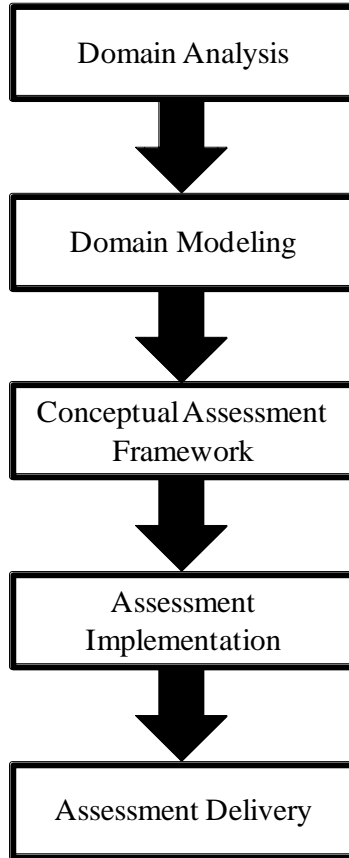 Domain Analysis
Domain Modeling
Conceptual Assessment
Framework
Assessment
Implementation
Assessment Delivery